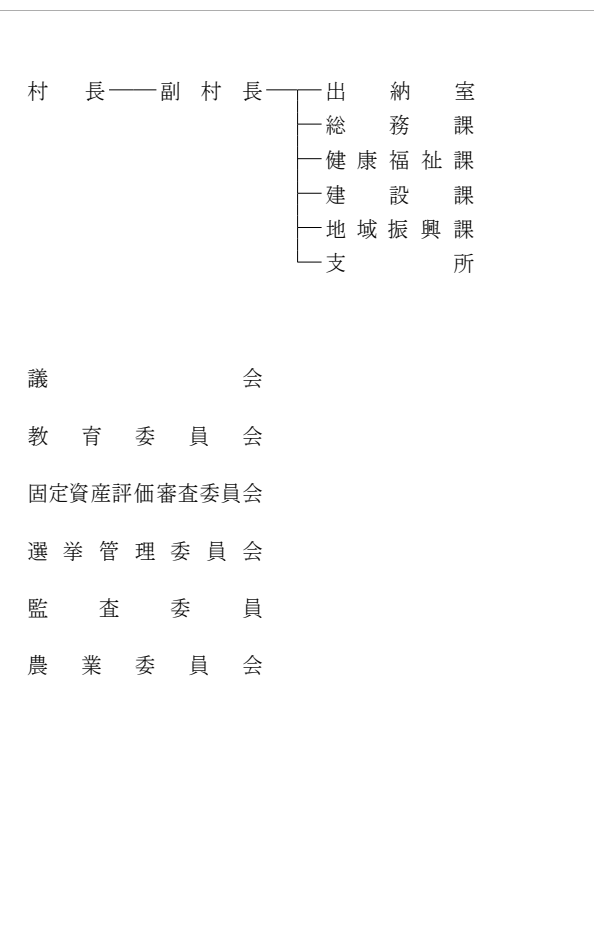 村長 副村長 出納室
総務課
健康福祉課
建設課
地域振興課
支所
議会
教育委員会
固定資産評価審査委員会
選挙管理委員会
監査委員
農業委員会